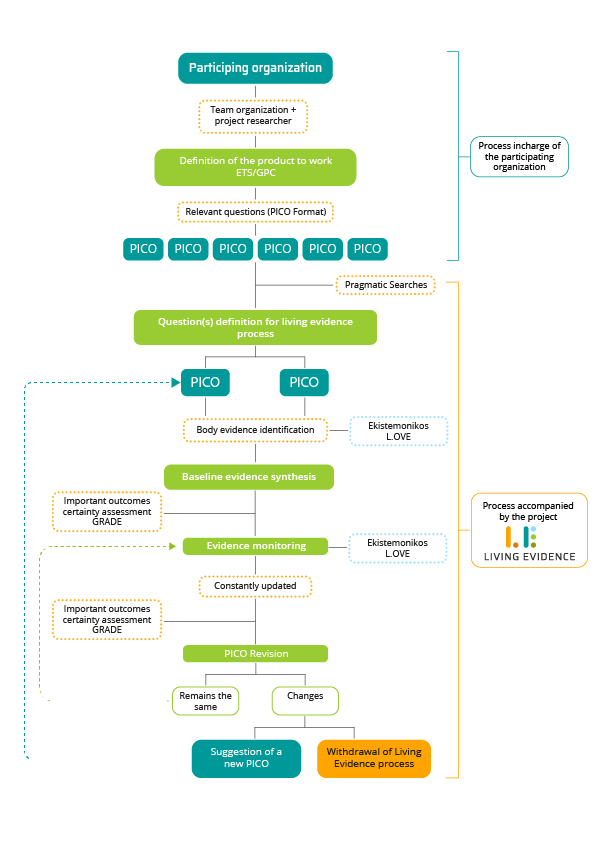 Participing organization
Team organization +
project researcher
Process incharge of
the participating
organization
Definition of the product to work
ETS/GPC
Relevant questions (PICO Format)
PICO PICO PICO PICO PICO PICO
Pragmatic Searches
Question(s) definition for living evidence
process
PICO PICO
Body evidence identification
Ekistemonikos
L.OVE
Baseline evidence synthesis
Important outcomes
certainty assessment
GRADE
Process accompanied
by the project
LIVING EVIDENCE
Evidence monitoring
Ekistemonikos
L.OVE
Constantly updated
Important outcomes
certainty assessment
GRADE
PICO Revision
Remains the
same
Changes
Suggestion of a
new PICO
Withdrawal of Living
Evidence process